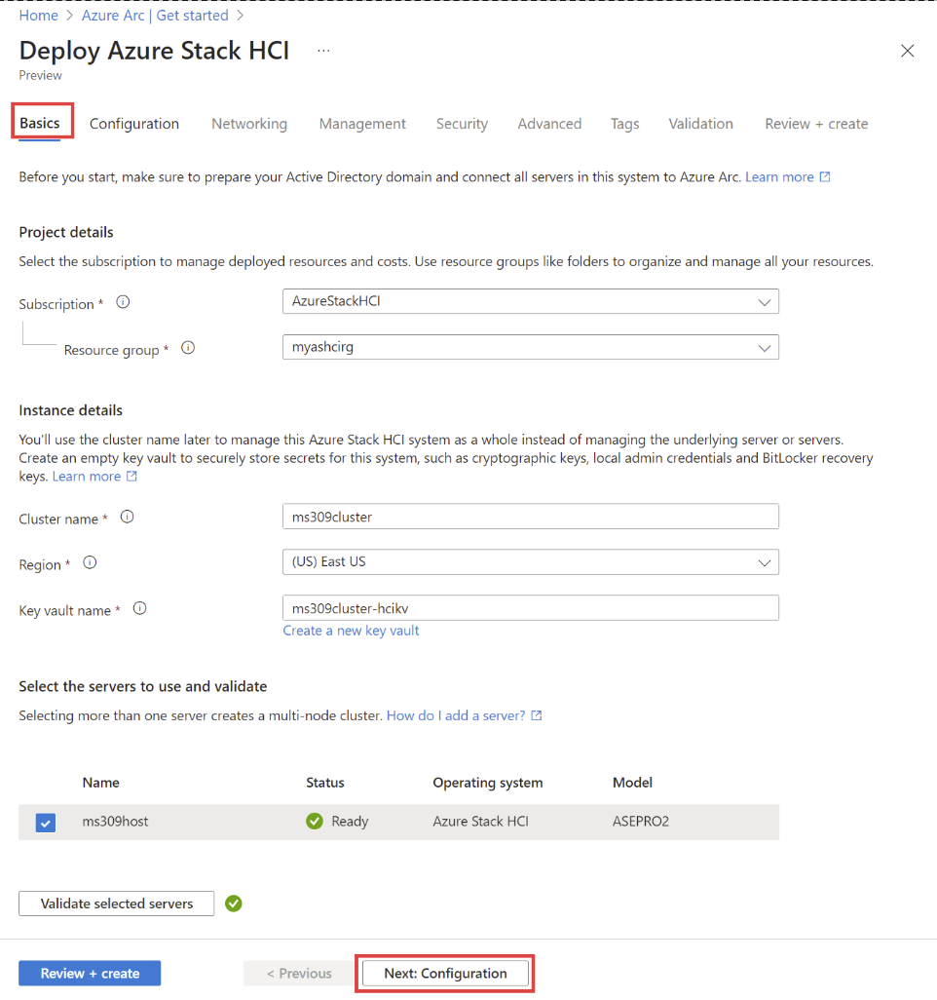 Home > Azure Arc | Get started >
Deploy Azure Stack HCI ...
Preview
Basics Configuration Networking Management Security Advanced Tags Validation Review + create
Before you start, make sure to prepare your Active Directory domain and connect all servers in this system to Azure Arc. Learn more
Project details
Select the subscription to manage deployed resources and costs. Use resource groups like folders to organize and manage all your resources.
Subscription * AzureStackHCI
Resource group * myashcirg
Instance details
You'll use the cluster name later to manage this Azure Stack HCI system as a whole instead of managing the underlying server or servers.
Create an empty key vault to securely store secrets for this system, such as cryptographic keys, local admin credentials and BitLocker recovery
keys. Learn more
Cluster name * ms309cluster
Region * (US) East US
Key vault name * ms309cluster-hcikv
Create a new key vault
Select the servers to use and validate
Selecting more than one server creates a multi-node cluster. How do I add a server?
Name Status Operating system Model
ms309host Ready Azure Stack HCI ASEPRO2
Validate selected servers
Review + create < Previous Next: Configuration